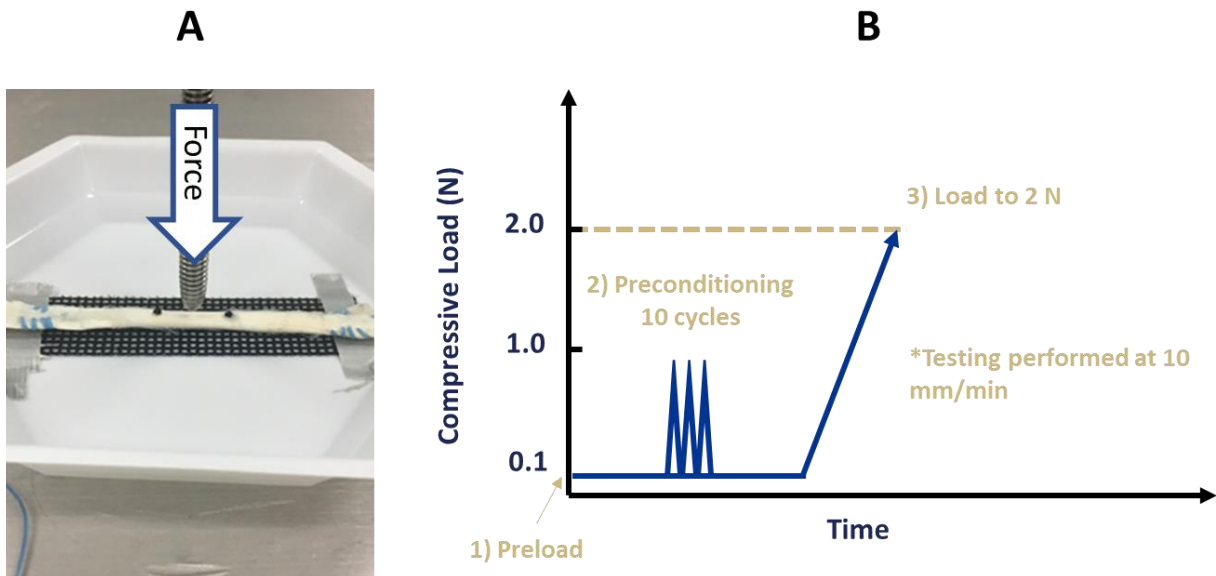 A
B
Force
Compressive Load (N)
2.0
1.0
0.1
3) Load to 2 N
2) Preconditioning
10 cycles
*Testing performed at 10
mm/min
Time
1) Preload